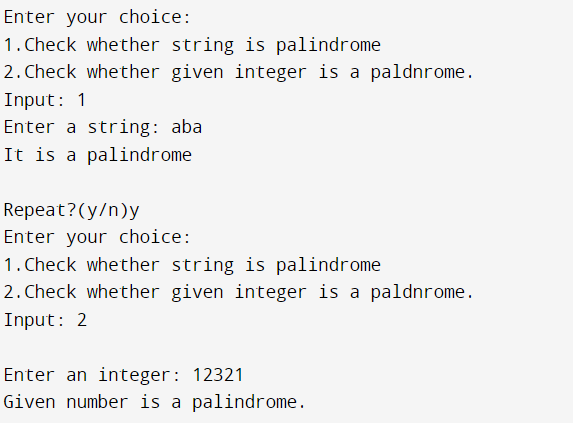 Enter your choice:
1.Check whether string is palindrome
2.Check whether given integer is a paldnrome.
Input: 1
Enter a string: aba
It is a palindrome
Repeat?(y/n)y
Enter your choice:
1.Check whether string is palindrome
2.Check whether given integer is a paldnrome.
Input: 2
Enter an integer: 12321
Given number is a palindrome.